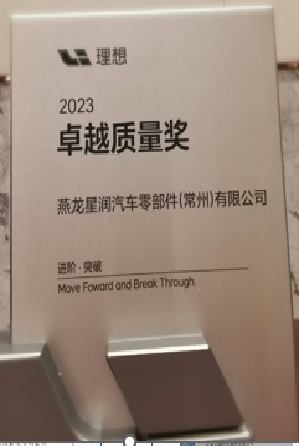 理想
2023
卓越质量奖
燕龙星润汽车零部件(常州)有限公司
进阶·突破
Move Foward and Break Through.